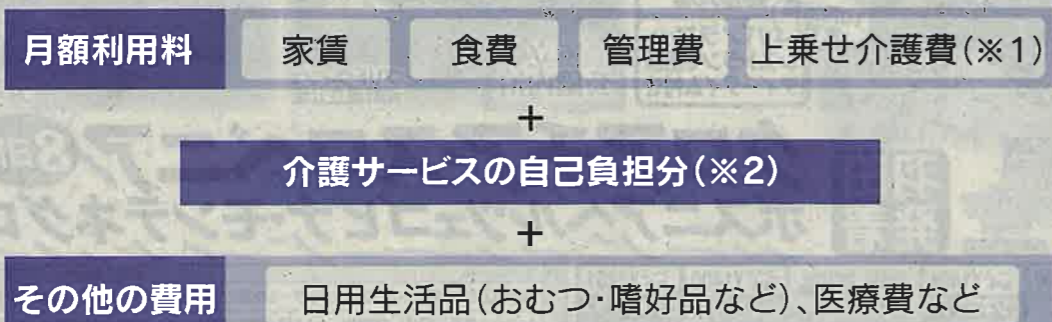 月額利用料 家賃 食費 管理費 上乗せ介護費(※1)
+
介護サービスの自己負担分(※2)
+
その他の費用 日用生活品(おむつ・嗜好品など)、医療費など